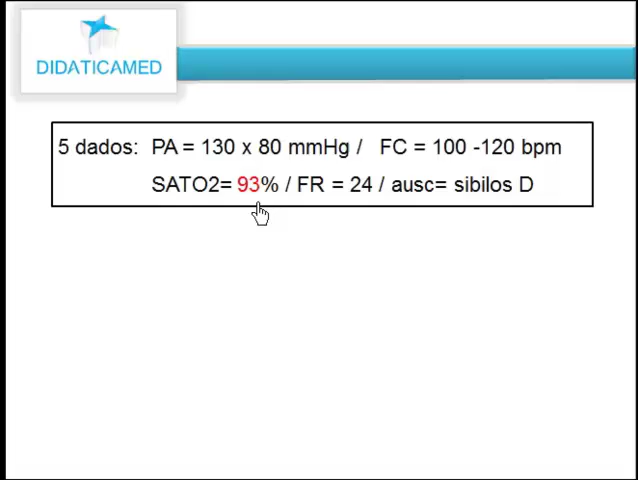 DIDATICAMED
5 dados: PA = 130 x 80 mmHg / FC = 100 -120 bpm
SATO2= 93% / FR = 24 / ausc= sibilos D